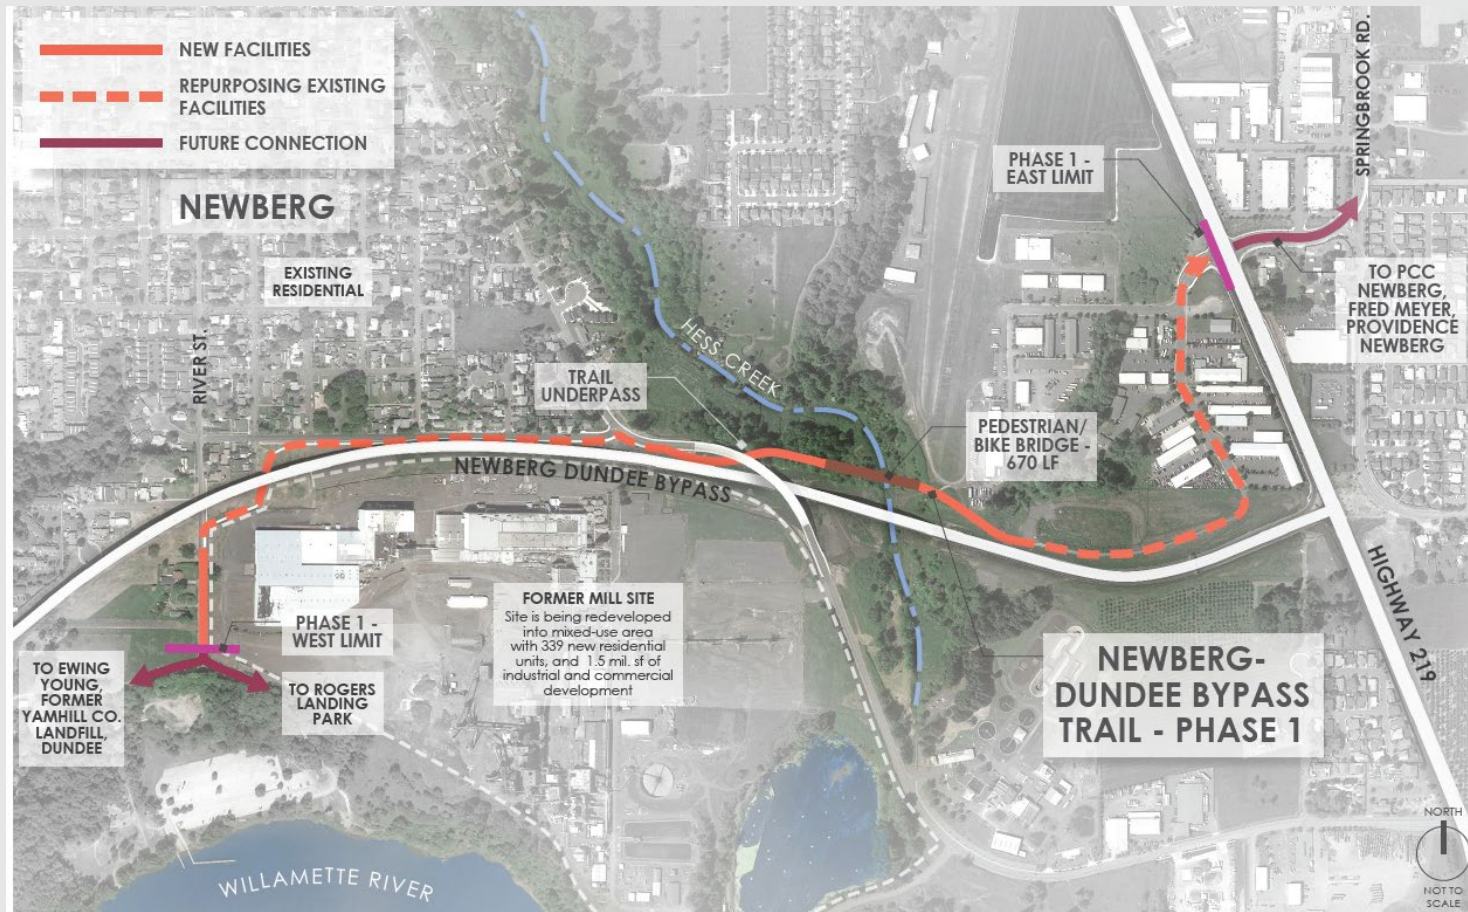 NEW FACILITIES
REPURPOSING EXISTING
FACILITIES
FUTURE CONNECTION
NEWBERG
EXISTING
RESIDENTIAL
RIVER ST.
HESS CREEK
TRAIL
UNDERPASS
NEWBERG DUNDEE BYPASS
PEDESTRIAN/
BIKE BRIDGE -
670 LF
PHASE 1 -
EAST LIMIT
SPRINGBROOK RD.
TO PCC
NEWBERG,
FRED MEYER,
PROVIDENCE
NEWBERG
HIGHWAY 219
FORMER MILL SITE
Site is being redeveloped
into mixed-use area
with 339 new residential
units, and 1.5 mil. sf of
industrial and commercial
development
PHASE 1 -
WEST LIMIT
TO EWING
YOUNG,
FORMER
YAMHILL CO.
LANDFILL,
DUNDEE
TO ROGERS
LANDING
PARK
NEWBERG-
DUNDEE BYPASS
TRAIL - PHASE 1
WILLAMETTE RIVER
NORTH
NOT TO
SCALE